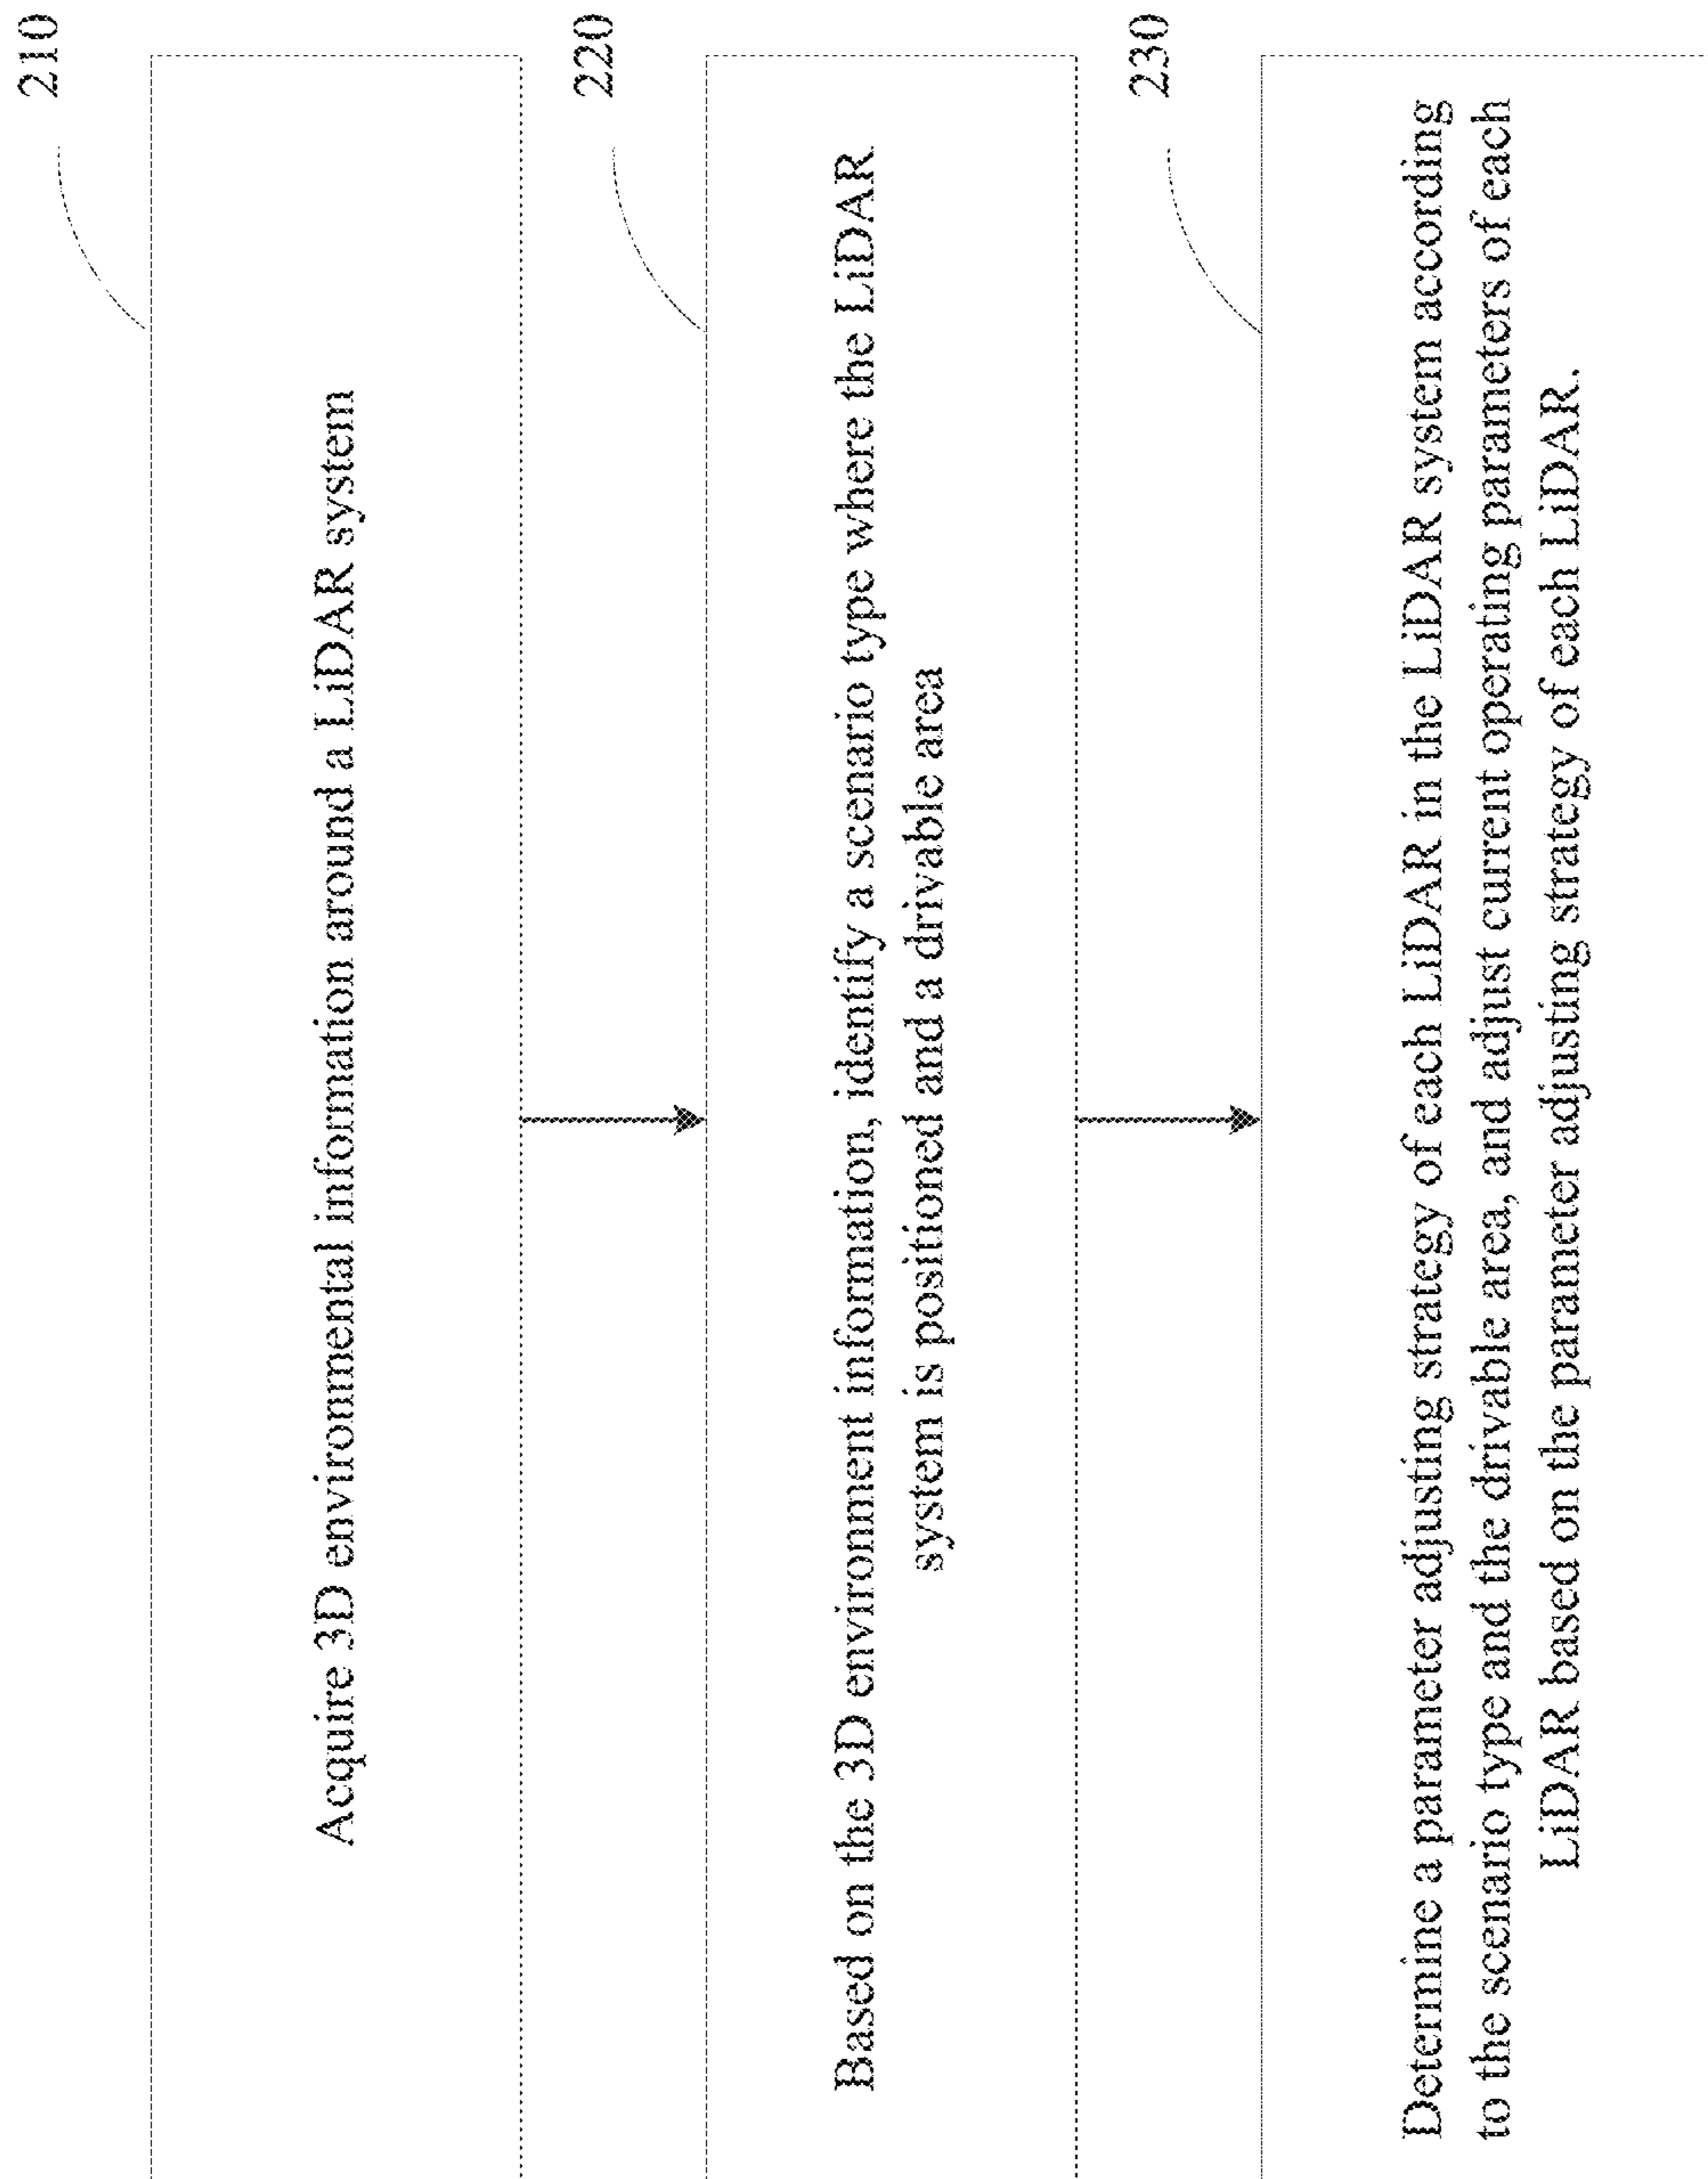 210
Acquire 3D environmental information around a LiDAR system
220
Based on the 3D environment information, identify a scenario type where the LiDAR
system is positioned and a drivable area
230
Determine a parameter adjusting strategy of each LiDAR in the LiDAR system according
to the scenario type and the drivable area, and adjust current operating parameters of each
LiDAR based on the parameter adjusting strategy of each LiDAR.